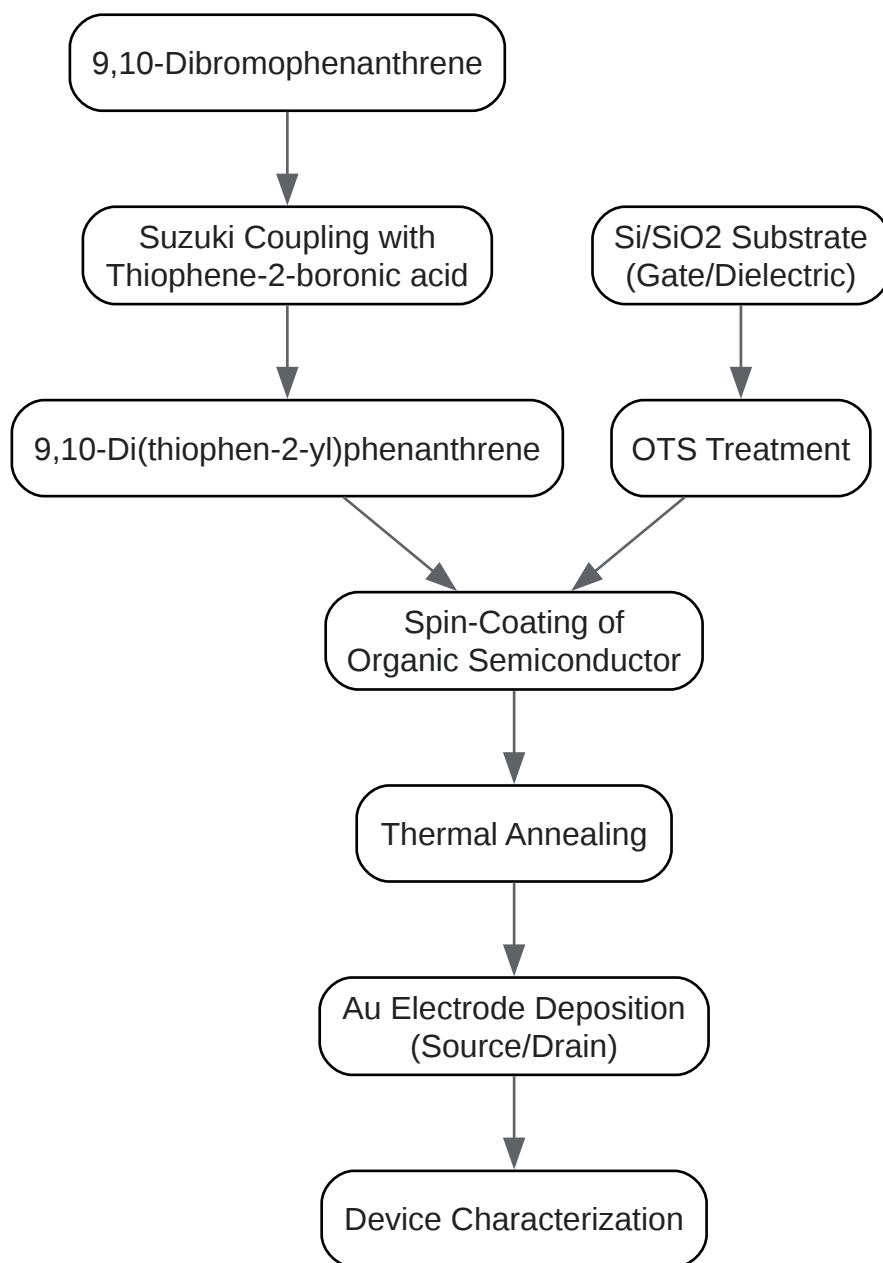 9,10-Dibromophenanthrene
Suzuki Coupling with
Thiophene-2-boronic acid
Si/SiO2 Substrate
(Gate/Dielectric)
9,10-Di(thiophen-2-yl)phenanthrene
OTS Treatment
Spin-Coating of
Organic Semiconductor
Thermal Annealing
Au Electrode Deposition
(Source/Drain)
Device Characterization